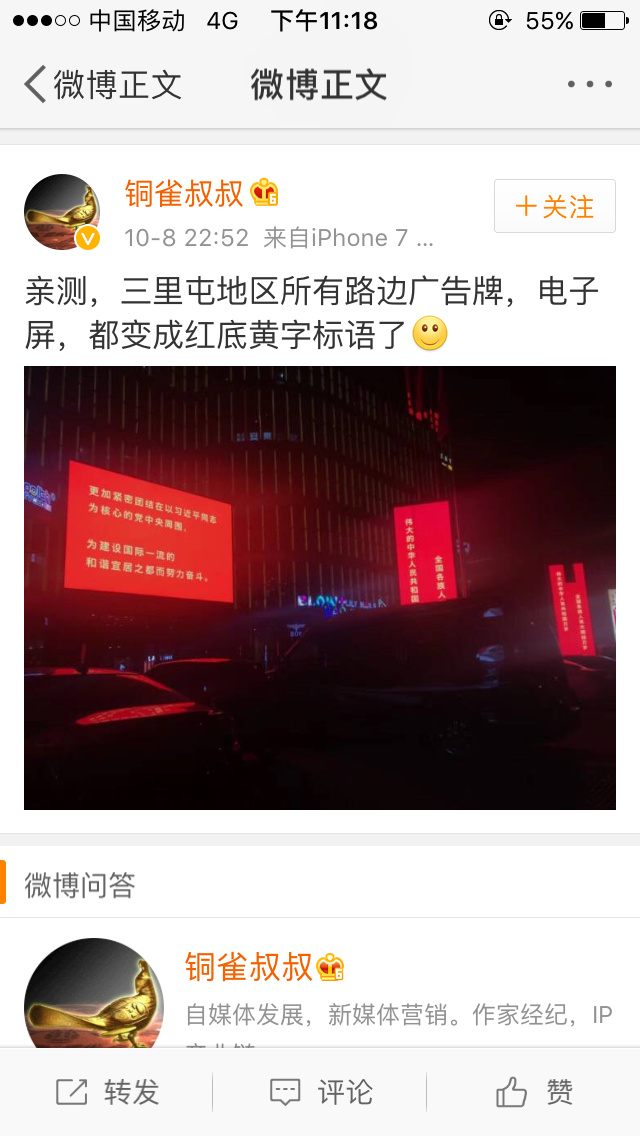 中国移动 4G 下午11:18 55%
微博正文 微博正文
铜雀叔叔
10-8 22:52 来自iPhone 7 ...
+关注
亲测，三里屯地区所有路边广告牌，电子
屏，都变成红底黄字标语了
更加紧密团结在以习近平同志
为核心的党中央周围，
为建设国际一流的
和谐宜居之都而努力奋斗。
伟大的中华人民共和国
全国各族人
微博问答
铜雀叔叔
自媒体发展，新媒体营销。作家经纪，IP
转发 评论 赞